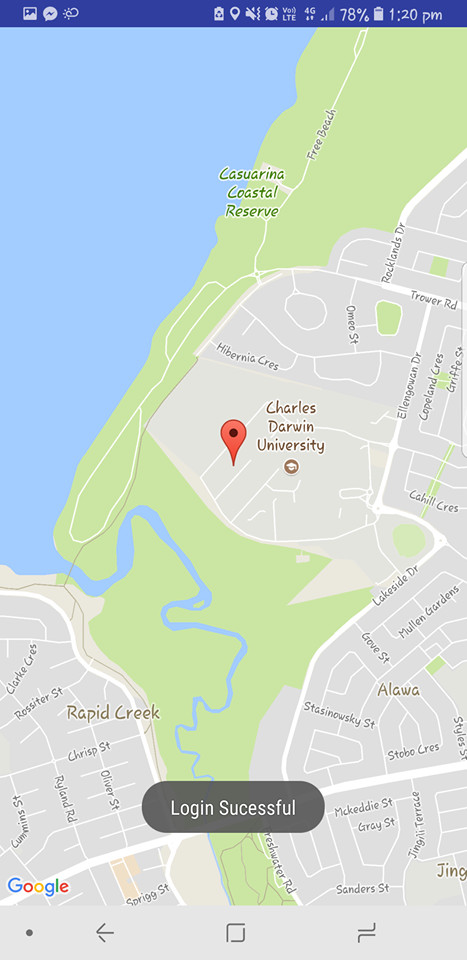 Vo)) LTE 4G 78% 1:20 pm
Free Beach
Casuarina
Coastal
Reserve
Rocklands Dr
Trower Rd
Omeo St
Hibernia Cres
Ellengowan Dr
Copeland Cres
Griffe St
Charles
Darwin
University
Cahill Cres
Lakeside Dr
Mullen Gardens
Gove St
Clarke Cres
Rossiter St
Alawa
Rapid Creek
Stasinowsky St
Styles St
Chrisp St
Stobo Cres
Oliver St
Ryland Rd
Cummins St
Login Sucessful
Mckeddie St
Gray St
Jingili Terrace
Freshwater Rd
Jing
Google
Sprigg St
Sanders St